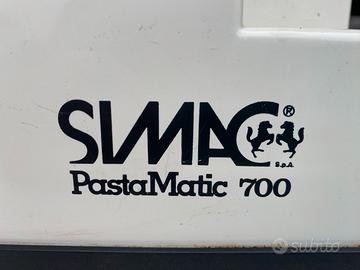 SIMAC®
S.p.A.
PastaMatic 700
subito